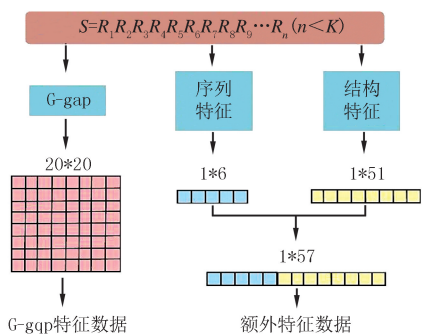 S=R₁R₂R₃R₄R₅R₆R₇R₈R₉…Rₙ(n<K)
G-gap
序列
特征
结构
特征
20*20
1*6
1*51
1*57
G-gqp特征数据
额外特征数据